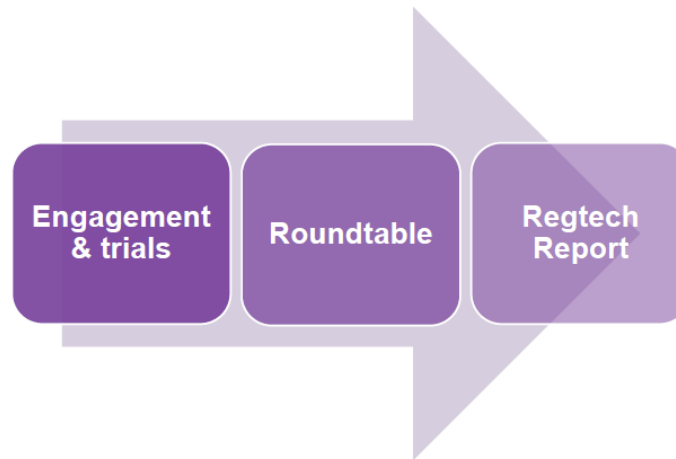 Engagement
& trials
Roundtable
Regtech
Report